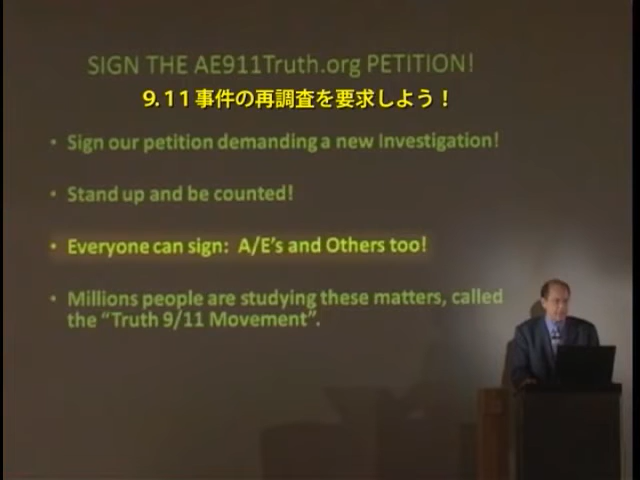 SIGN THE AE911Truth.org PETITION!
9.11事件の再調査を要求しよう！
• Sign our petition demanding a new Investigation!
• Stand up and be counted!
• Everyone can sign: A/E's and Others too!
• Millions people are studying these matters, called
the "Truth 9/11 Movement".